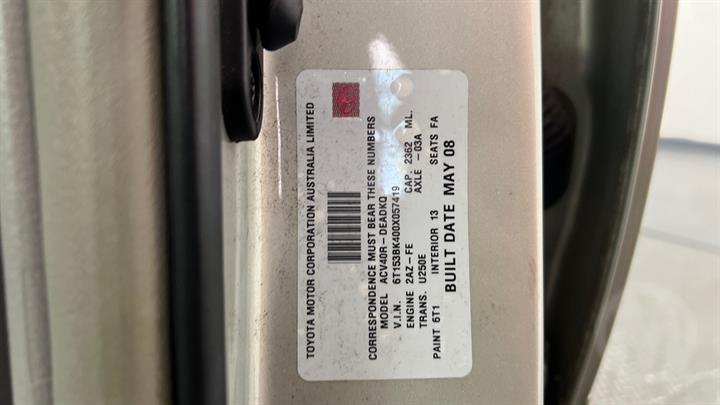 TOYOTA MOTOR CORPORATION AUSTRALIA LIMITED
CORRESPONDENCE MUST BEAR THESE NUMBERS
MODEL ACV40R-DEADKQ
V.I.N. 6T153BK400X057419
ENGINE 2AZ-FE CAP. 2362 ML.
TRANS. U250E AXLE -03A
PAINT 6T1 INTERIOR 13 SEATS FA
BUILT DATE MAY 08